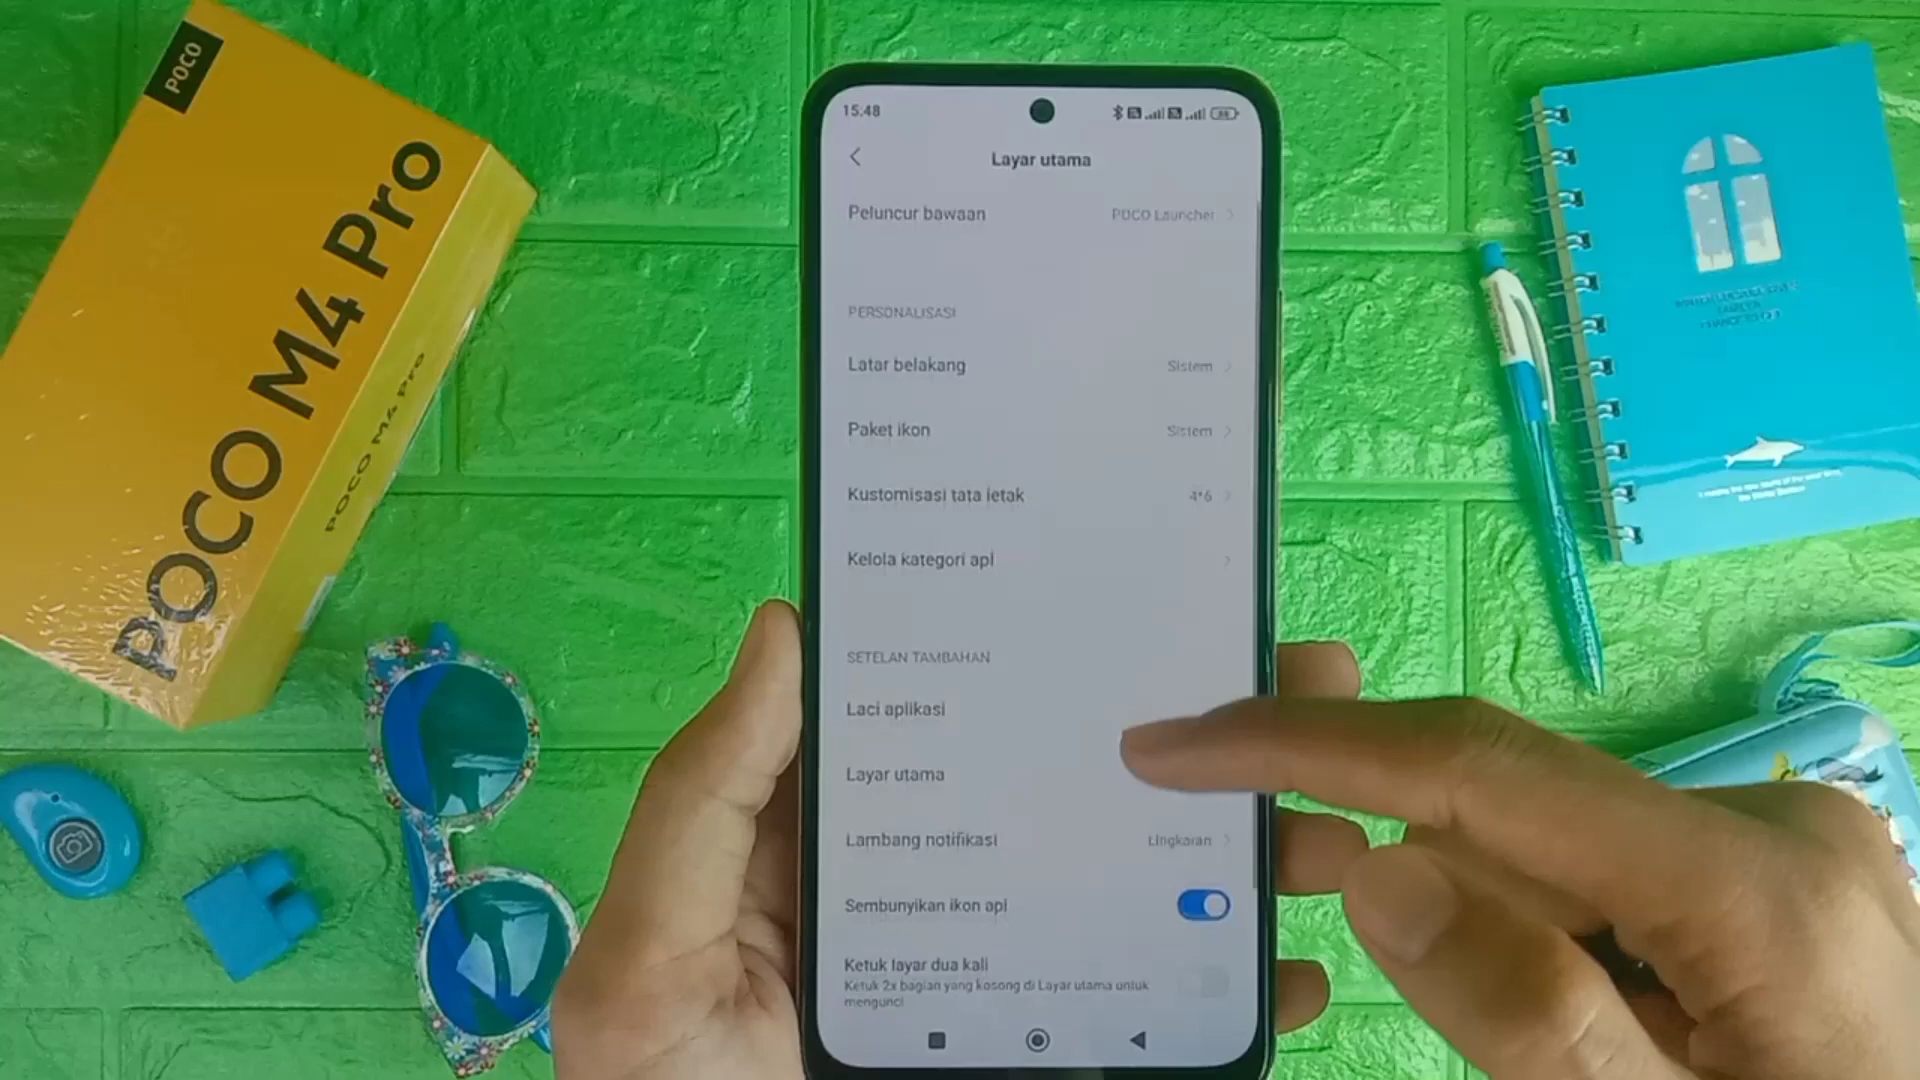 POCO
POCO M4 Pro
POCO M4 Pro
15.48
Layar utama
Peluncur bawaan
POCO Launcher
PERSONALISASI
Latar belakang
Sistem
Paket ikon
Sistem
Kustomisasi tata letak
4*6
Kelola kategori apl
SETELAN TAMBAHAN
Laci aplikasi
Layar utama
Lambang notifikasi
Lingkaran
Sembunyikan ikon apl
Ketuk layar dua kali
Ketuk 2x bagian yang kosong di Layar utama untuk
mengunci